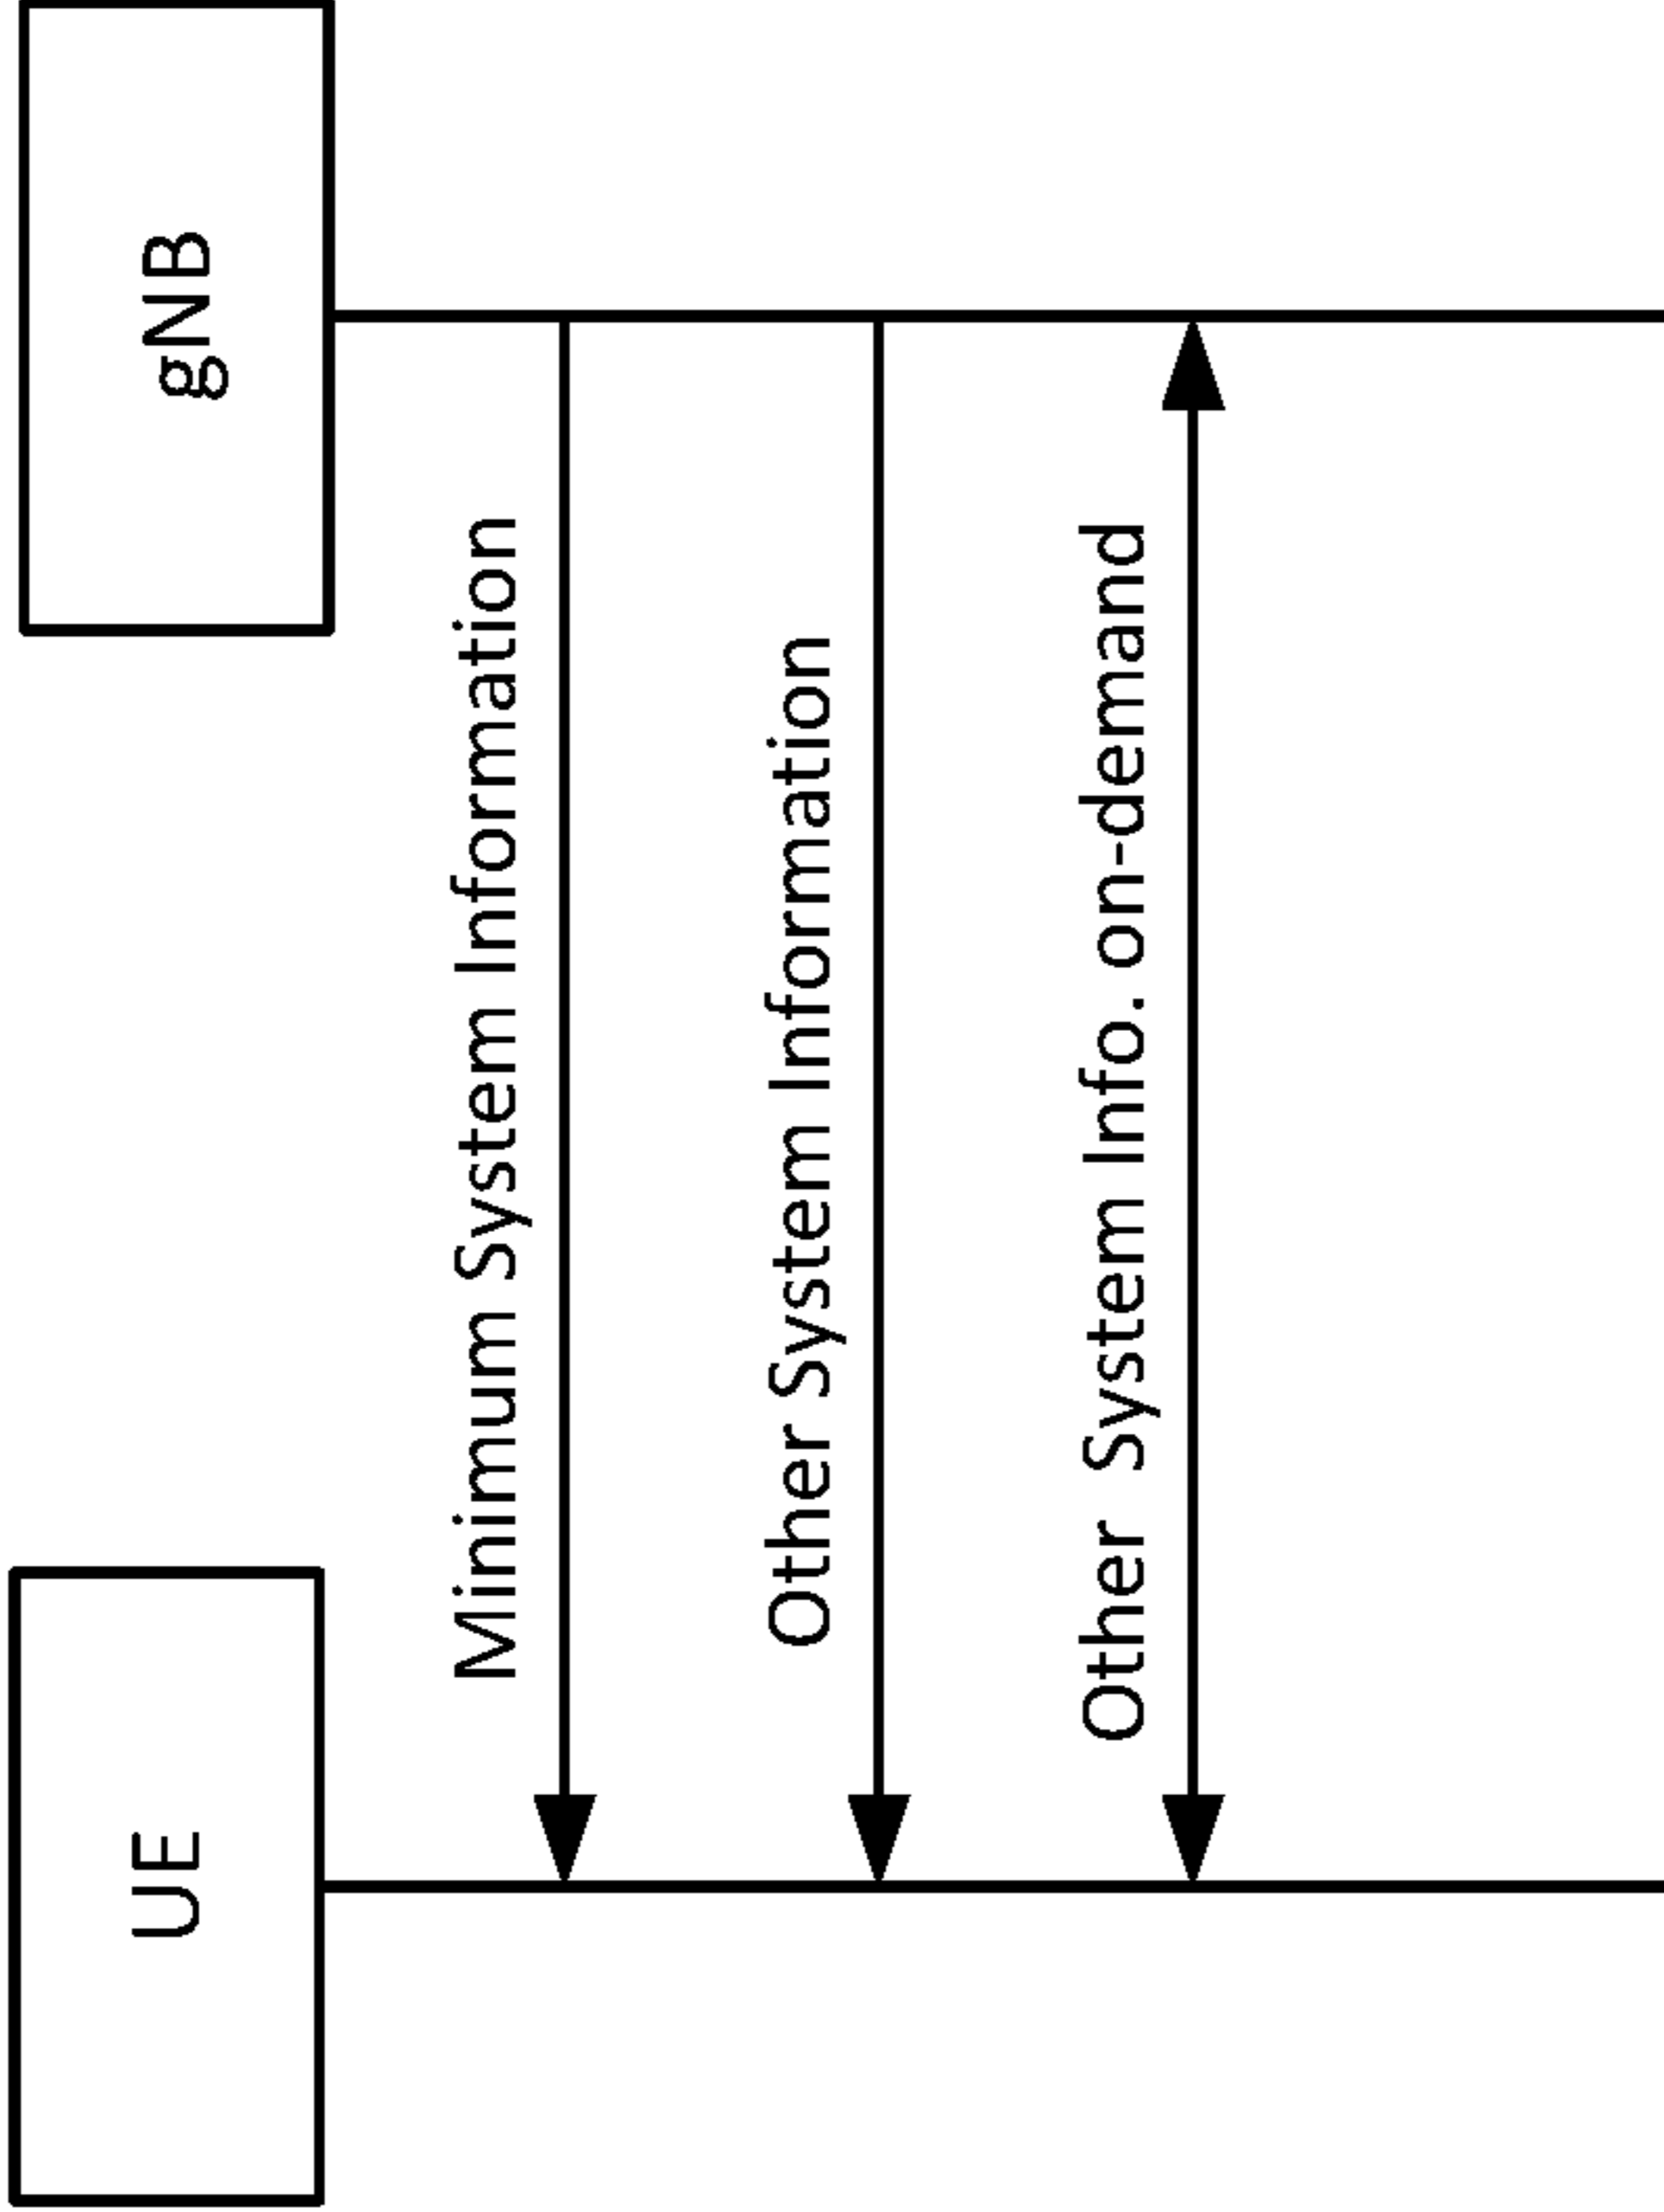 UE
gNB
Minimum System Information
Other System Information
Other System Info. on-demand